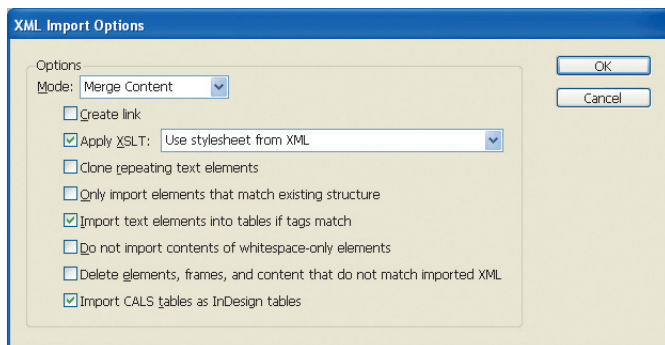 XML Import Options
Options
Mode: Merge Content
Create link
Apply XSLT: Use stylesheet from XML
Clone repeating text elements
Only import elements that match existing structure
Import text elements into tables if tags match
Do not import contents of whitespace-only elements
Delete elements, frames, and content that do not match imported XML
Import CALS tables as InDesign tables
OK
Cancel